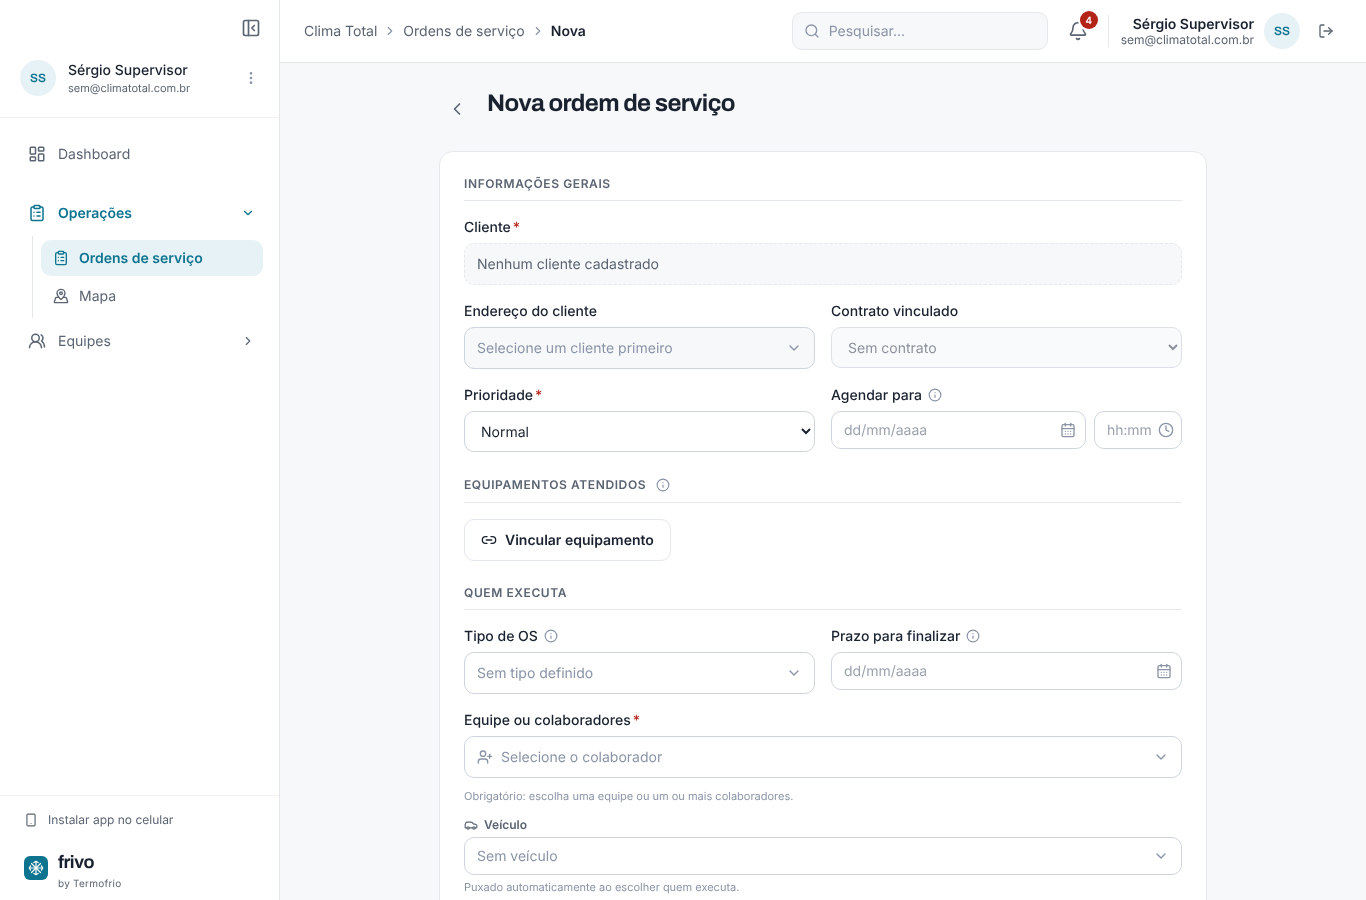 Clima Total > Ordens de serviço > Nova
Pesquisar...
4
Sérgio Supervisor
sem@climatotal.com.br
SS
SS
Sérgio Supervisor
sem@climatotal.com.br
Dashboard
Operações
Ordens de serviço
Mapa
Equipes
Instalar app no celular
frivo
by Termofrio
Nova ordem de serviço
INFORMAÇÕES GERAIS
Cliente*
Nenhum cliente cadastrado
Endereço do cliente
Contrato vinculado
Selecione um cliente primeiro
Sem contrato
Prioridade*
Agendar para
Normal
dd/mm/aaaa
hh:mm
EQUIPAMENTOS ATENDIDOS
Vincular equipamento
QUEM EXECUTA
Tipo de OS
Prazo para finalizar
Sem tipo definido
dd/mm/aaaa
Equipe ou colaboradores*
Selecione o colaborador
Obrigatório: escolha uma equipe ou um ou mais colaboradores.
Veículo
Sem veículo
Puxado automaticamente ao escolher quem executa.